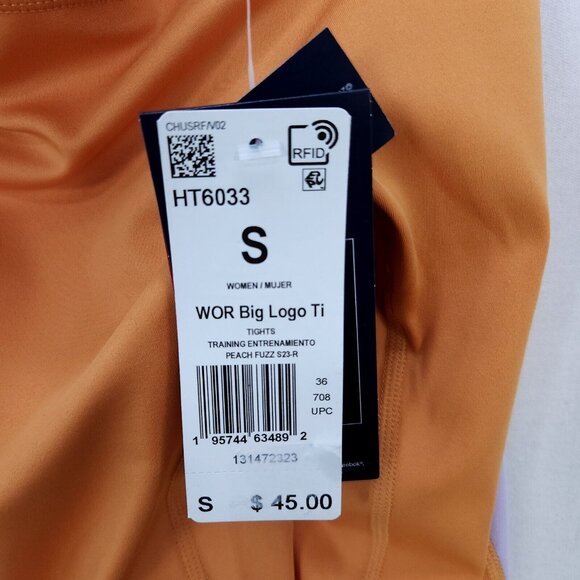 CHUSRF/V02
RFID
HT6033
S
WOMEN / MUJER
WOR Big Logo Ti
TIGHTS
TRAINING ENTRENAMIENTO
PEACH FUZZ S23-R
36
708
UPC
1 95744 63489 2
131472323
S $ 45.00